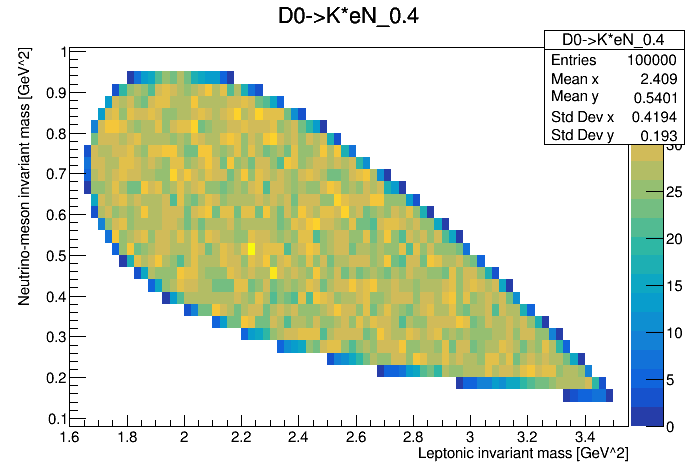 D0->K*eN_0.4
D0->K*eN_0.4
Entries 100000
Mean x 2.409
Mean y 0.5401
Std Dev x 0.4194
Std Dev y 0.193
Neutrino-meson invariant mass [GeV^2]
1
0.9
0.8
0.7
0.6
0.5
0.4
0.3
0.2
0.1
1.6 1.8 2 2.2 2.4 2.6 2.8 3 3.2 3.4
Leptonic invariant mass [GeV^2]
30
25
20
15
10
5
0